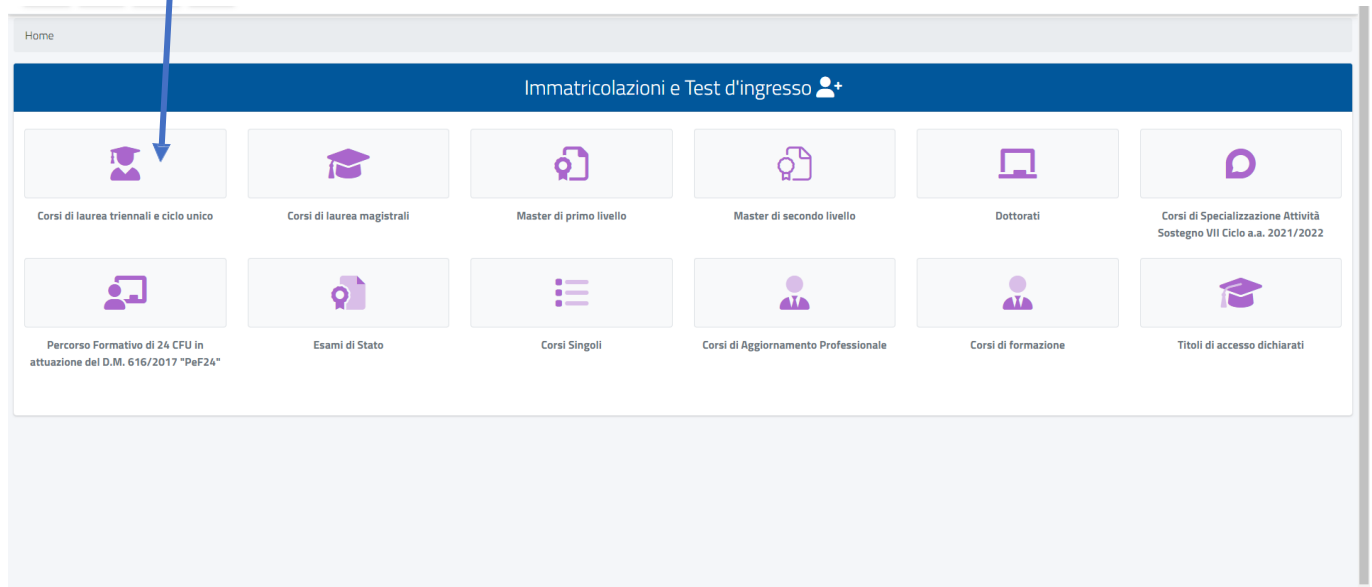 Home
Immatricolazioni e Test d'ingresso
Corsi di laurea triennali e ciclo unico
Corsi di laurea magistrali
Master di primo livello
Master di secondo livello
Dottorati
Corsi di Specializzazione Attività
Sostegno VII Ciclo a.a. 2021/2022
Percorso Formativo di 24 CFU in
attuazione del D.M. 616/2017 "PeF24"
Esami di Stato
Corsi Singoli
Corsi di Aggiornamento Professionale
Corsi di formazione
Titoli di accesso dichiarati